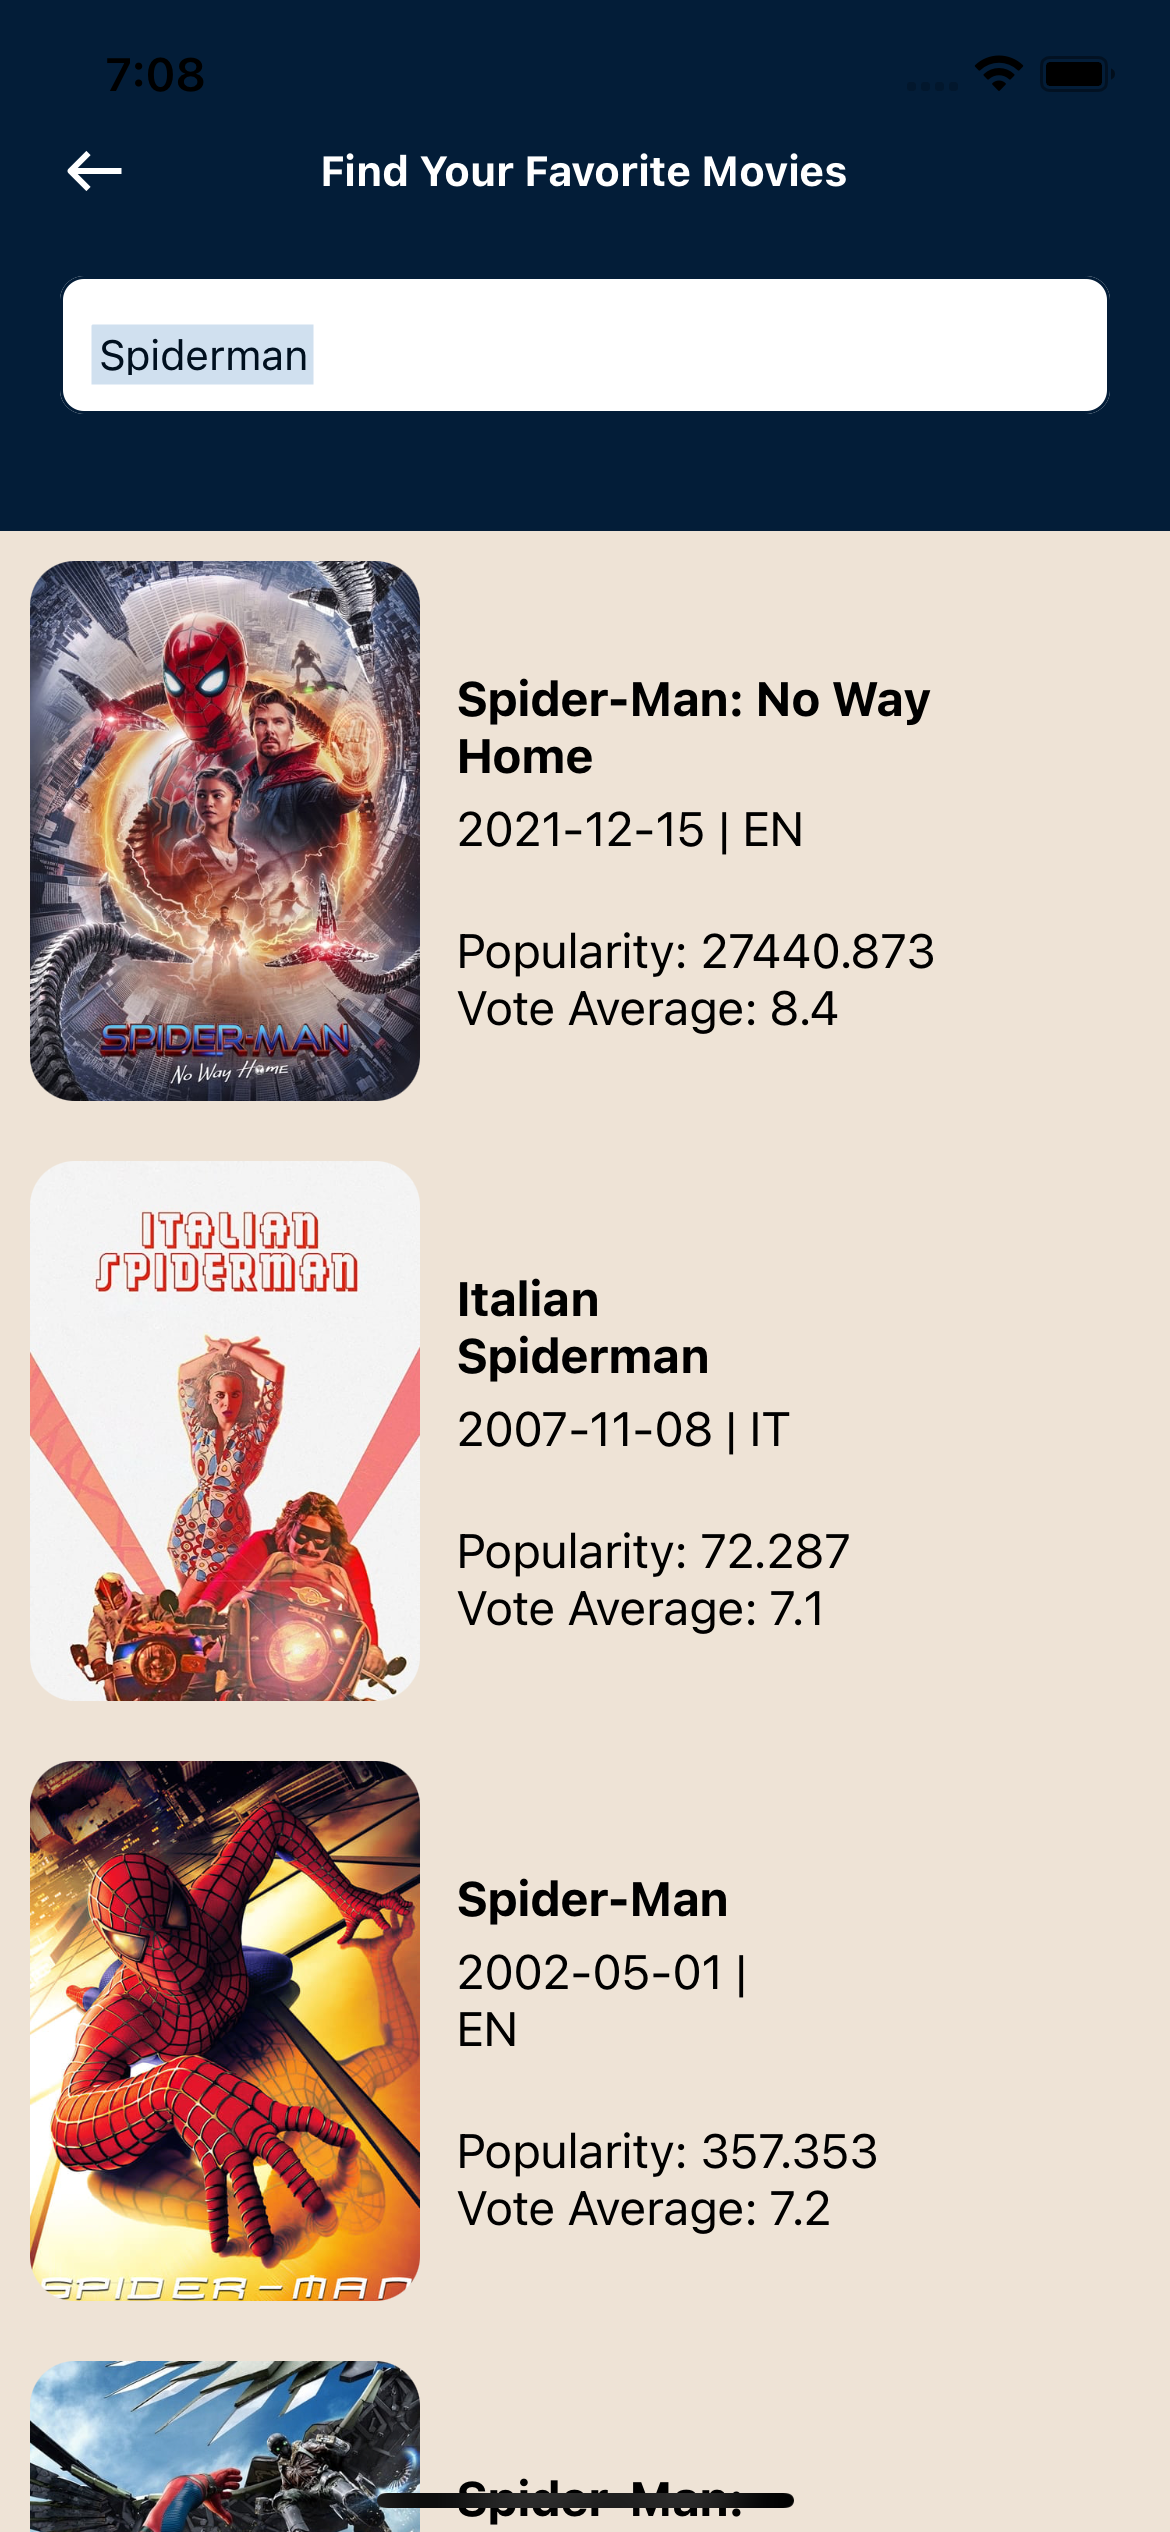 7:08
Find Your Favorite Movies
Spiderman
SPIDER-MAN
No Way Home
Spider-Man: No Way
Home
2021-12-15 | EN
Popularity: 27440.873
Vote Average: 8.4
ITALIAN
SPIDERMAN
Italian
Spiderman
2007-11-08 | IT
Popularity: 72.287
Vote Average: 7.1
SPIDER-MAN
Spider-Man
2002-05-01 |
EN
Popularity: 357.353
Vote Average: 7.2
Spider-Man: